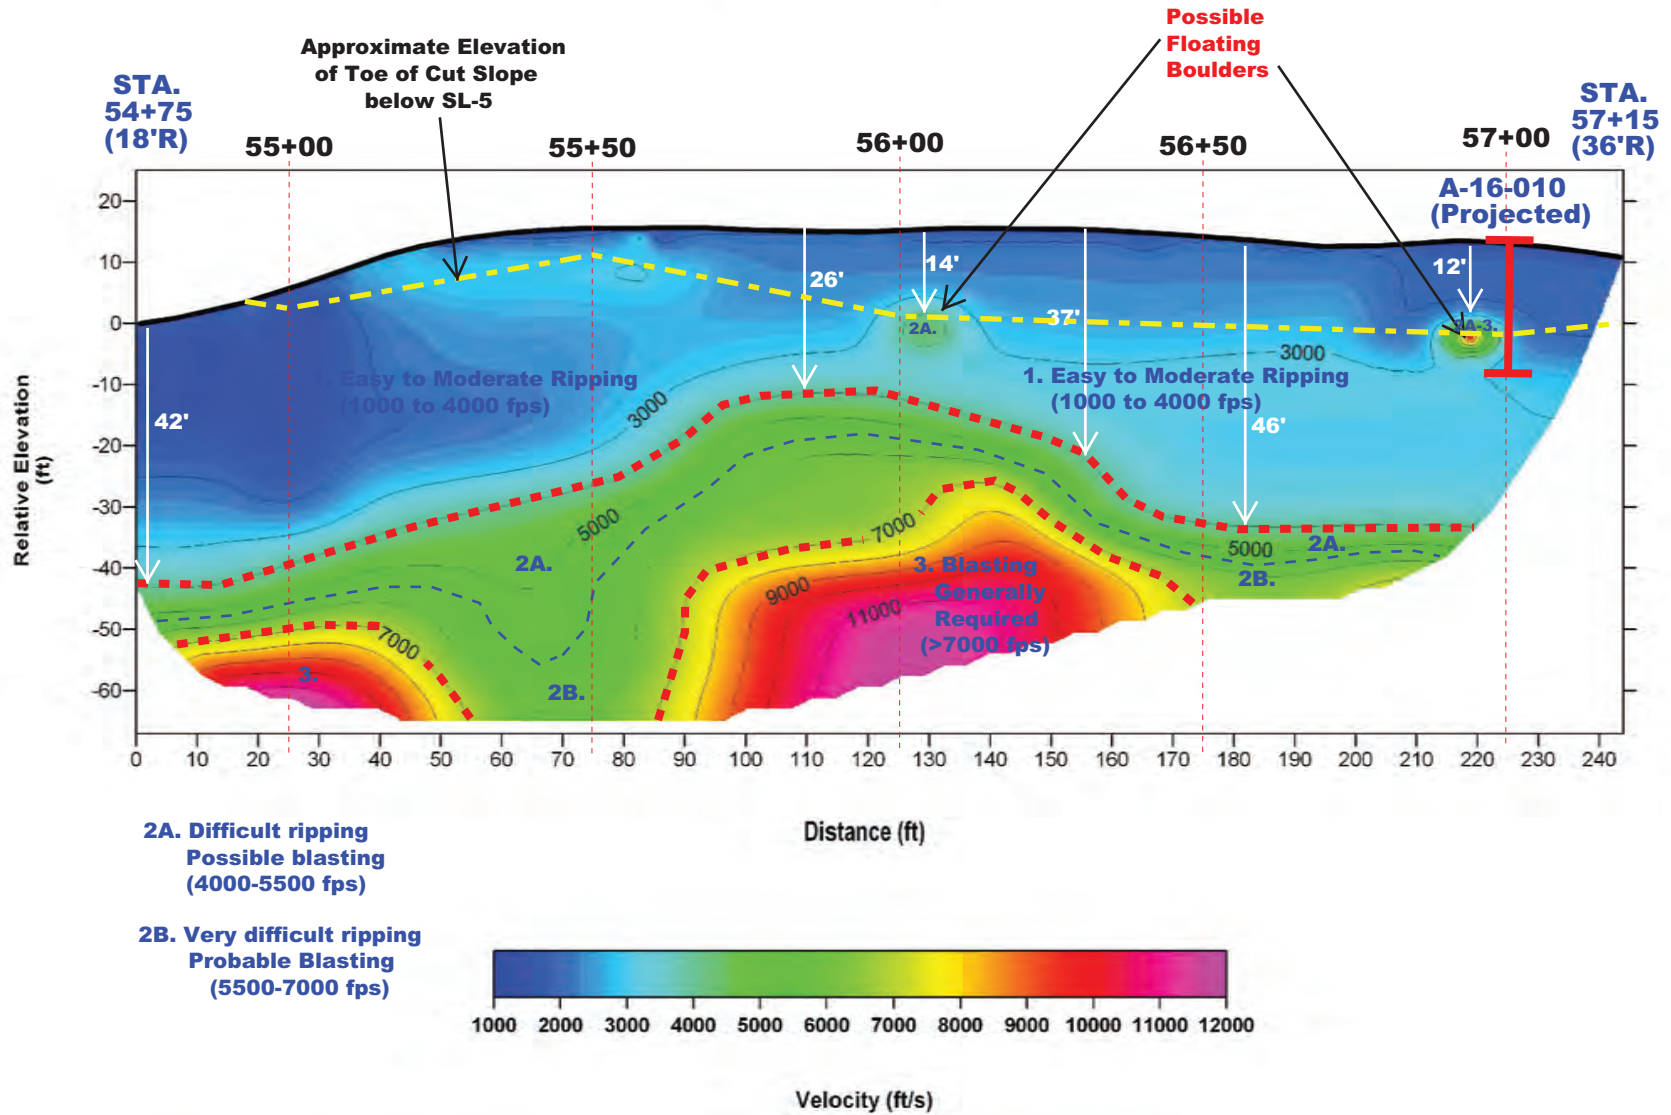 Possible
Floating
Boulders
Approximate Elevation
of Toe of Cut Slope
below SL-5
STA.
54+75
(18'R)
STA.
57+15
(36'R)
55+00
55+50
56+00
56+50
57+00
A-16-010
(Projected)
20
10
0
-10
-20
-30
-40
-50
-60
Relative Elevation
(ft)
42'
26'
14'
37'
46'
12'
2A.
2A-3.
3000
1. Easy to Moderate Ripping
(1000 to 4000 fps)
1. Easy to Moderate Ripping
(1000 to 4000 fps)
3000
5000
7000
5000
2A.
2A.
2B.
7000
9000
11000
3. Blasting
Generally
Required
(>7000 fps)
3.
2B.
0 10 20 30 40 50 60 70 80 90 100 110 120 130 140 150 160 170 180 190 200 210 220 230 240
Distance (ft)
2A. Difficult ripping
Possible blasting
(4000-5500 fps)
2B. Very difficult ripping
Probable Blasting
(5500-7000 fps)
1000 2000 3000 4000 5000 6000 7000 8000 9000 10000 11000 12000
Velocity (ft/s)